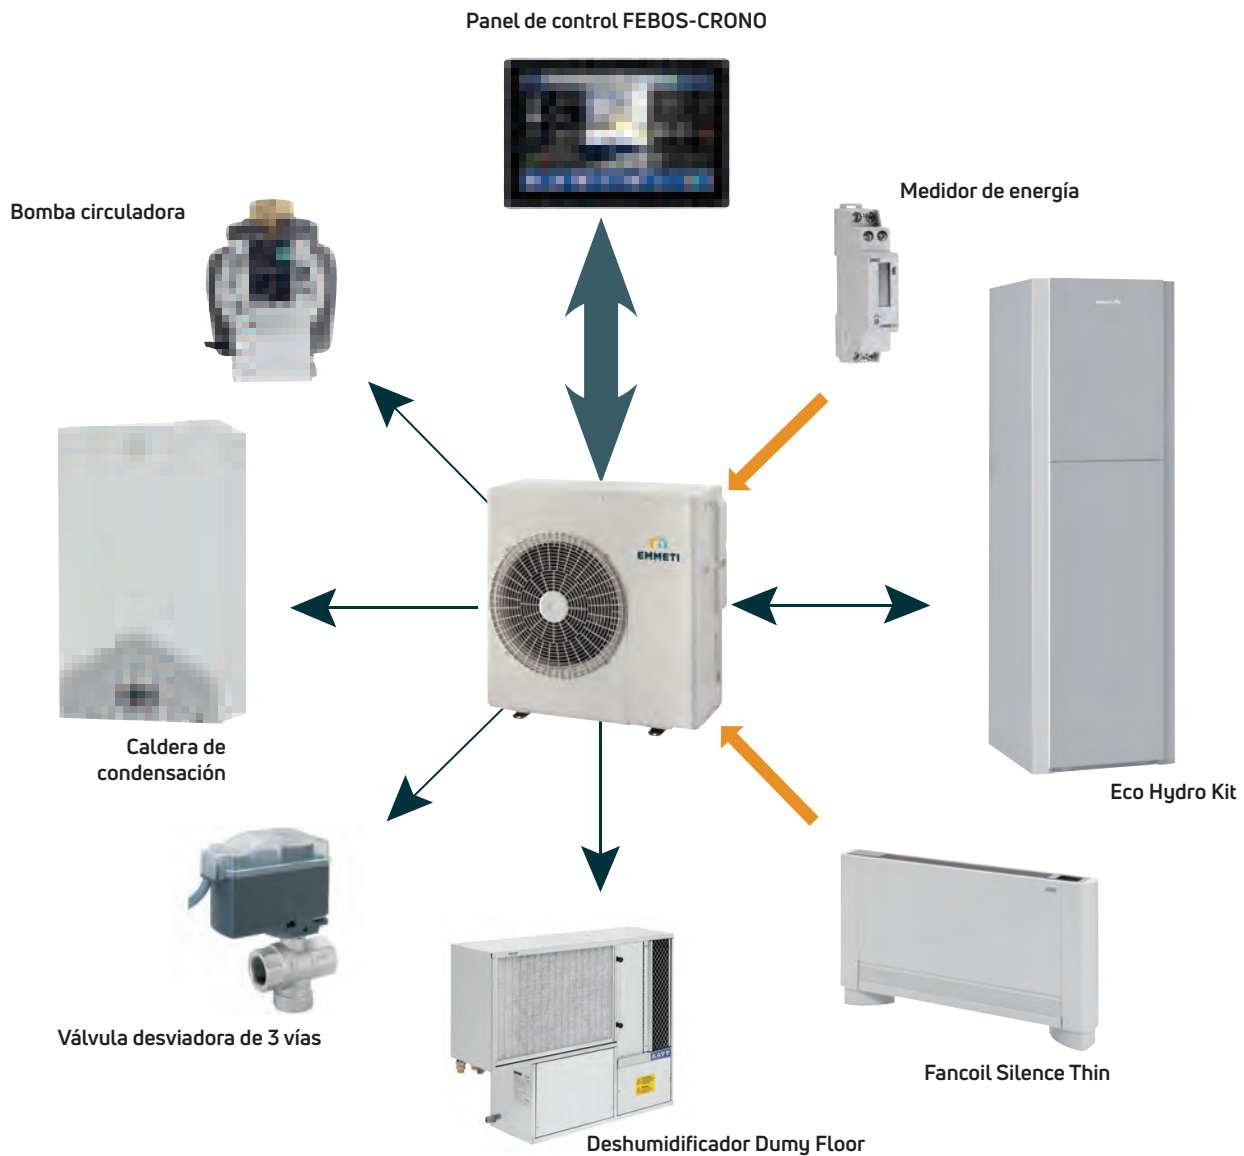 Panel de control FEBOS-CRONO
Medidor de energía
Bomba circuladora
EMMETI
Caldera de
condensación
Eco Hydro Kit
Válvula desviadora de 3 vías
Fancoil Silence Thin
Deshumidificador Dumy Floor